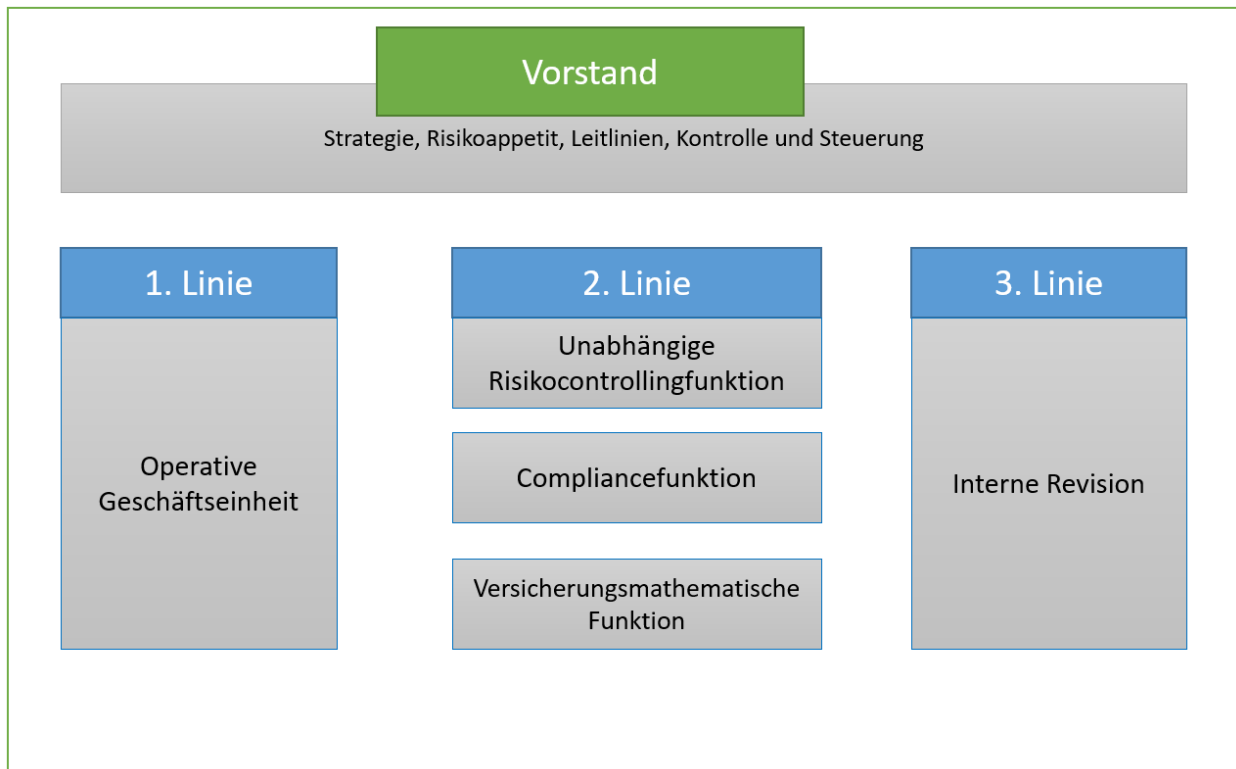 Vorstand
Strategie, Risikoappetit, Leitlinien, Kontrolle und Steuerung
1. Linie
Operative
Geschäftseinheit
2. Linie
Unabhängige
Risikocontrollingfunktion
Compliancefunktion
Versicherungsmathematische
Funktion
3. Linie
Interne Revision